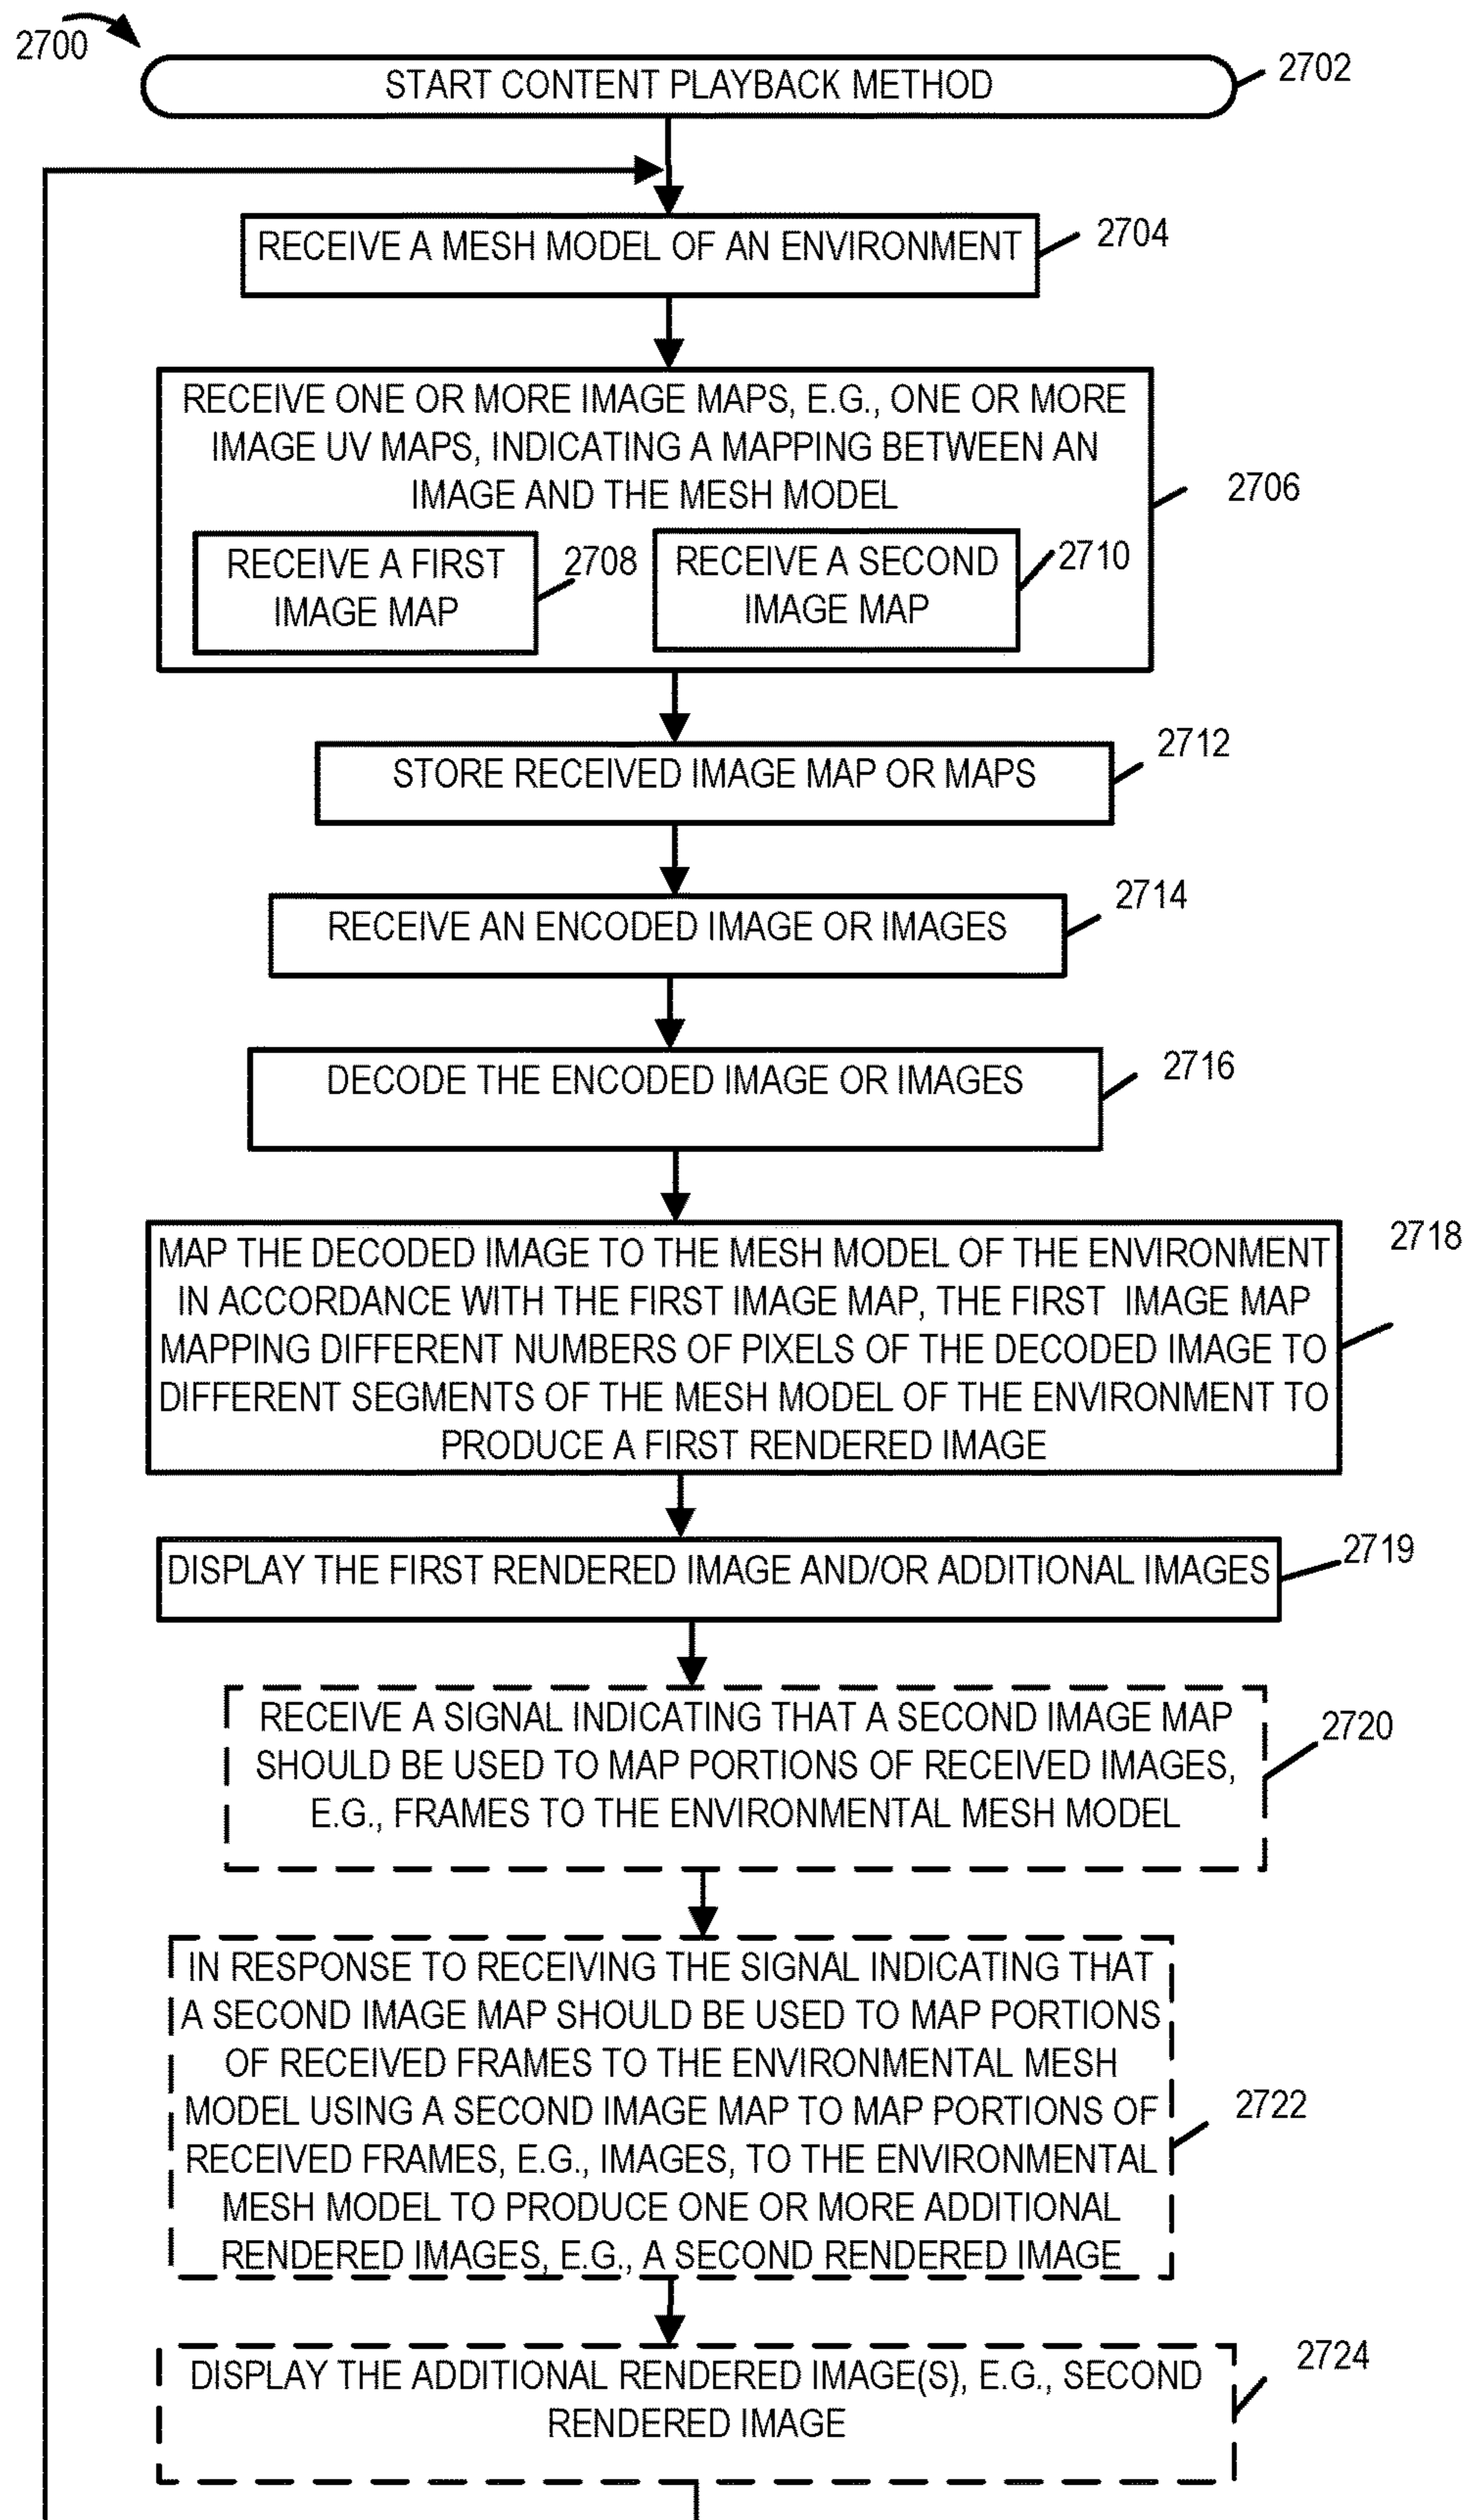 2700
START CONTENT PLAYBACK METHOD
2702
RECEIVE A MESH MODEL OF AN ENVIRONMENT
2704
RECEIVE ONE OR MORE IMAGE MAPS, E.G., ONE OR MORE
IMAGE UV MAPS, INDICATING A MAPPING BETWEEN AN
IMAGE AND THE MESH MODEL
2706
RECEIVE A FIRST
IMAGE MAP
2708
RECEIVE A SECOND
IMAGE MAP
2710
STORE RECEIVED IMAGE MAP OR MAPS
2712
RECEIVE AN ENCODED IMAGE OR IMAGES
2714
DECODE THE ENCODED IMAGE OR IMAGES
2716
MAP THE DECODED IMAGE TO THE MESH MODEL OF THE ENVIRONMENT
IN ACCORDANCE WITH THE FIRST IMAGE MAP, THE FIRST IMAGE MAP
MAPPING DIFFERENT NUMBERS OF PIXELS OF THE DECODED IMAGE TO
DIFFERENT SEGMENTS OF THE MESH MODEL OF THE ENVIRONMENT TO
PRODUCE A FIRST RENDERED IMAGE
2718
DISPLAY THE FIRST RENDERED IMAGE AND/OR ADDITIONAL IMAGES
2719
RECEIVE A SIGNAL INDICATING THAT A SECOND IMAGE MAP
SHOULD BE USED TO MAP PORTIONS OF RECEIVED IMAGES,
E.G., FRAMES TO THE ENVIRONMENTAL MESH MODEL
2720
IN RESPONSE TO RECEIVING THE SIGNAL INDICATING THAT
A SECOND IMAGE MAP SHOULD BE USED TO MAP PORTIONS
OF RECEIVED FRAMES TO THE ENVIRONMENTAL MESH
MODEL USING A SECOND IMAGE MAP TO MAP PORTIONS OF
RECEIVED FRAMES, E.G., IMAGES, TO THE ENVIRONMENTAL
MESH MODEL TO PRODUCE ONE OR MORE ADDITIONAL
RENDERED IMAGES, E.G., A SECOND RENDERED IMAGE
2722
DISPLAY THE ADDITIONAL RENDERED IMAGE(S), E.G., SECOND
RENDERED IMAGE
2724